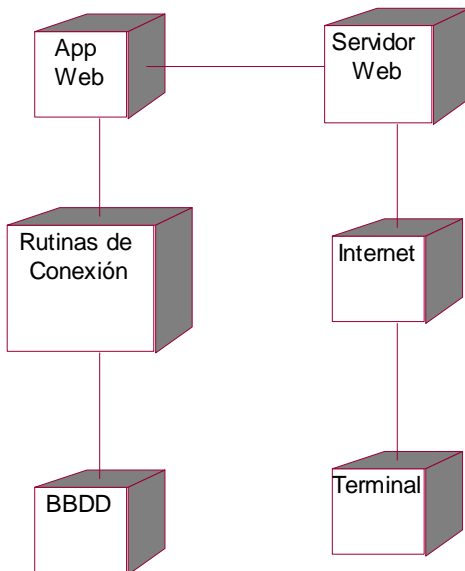 App
Web
Servidor
Web
Rutinas de
Conexión
Internet
BBDD
Terminal